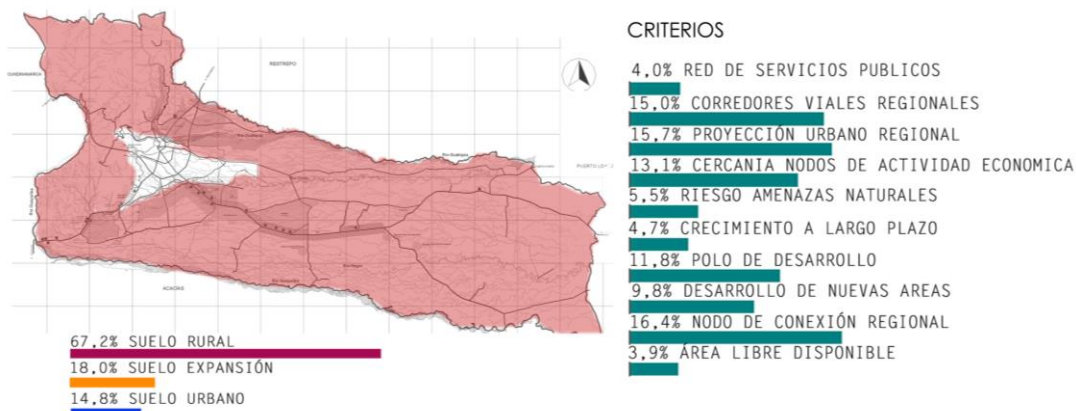 RESTREPO
ACACÍAS
67,2% SUELO RURAL
18,0% SUELO EXPANSIÓN
14,8% SUELO URBANO
CRITERIOS
4,0% RED DE SERVICIOS PUBLICOS
15,0% CORREDORES VIALES REGIONALES
15,7% PROYECCIÓN URBANO REGIONAL
13,1% CERCANIA NODOS DE ACTIVIDAD ECONOMICA
5,5% RIESGO AMENAZAS NATURALES
4,7% CRECIMIENTO A LARGO PLAZO
11,8% POLO DE DESARROLLO
9,8% DESARROLLO DE NUEVAS AREAS
16,4% NODO DE CONEXIÓN REGIONAL
3,9% ÁREA LIBRE DISPONIBLE